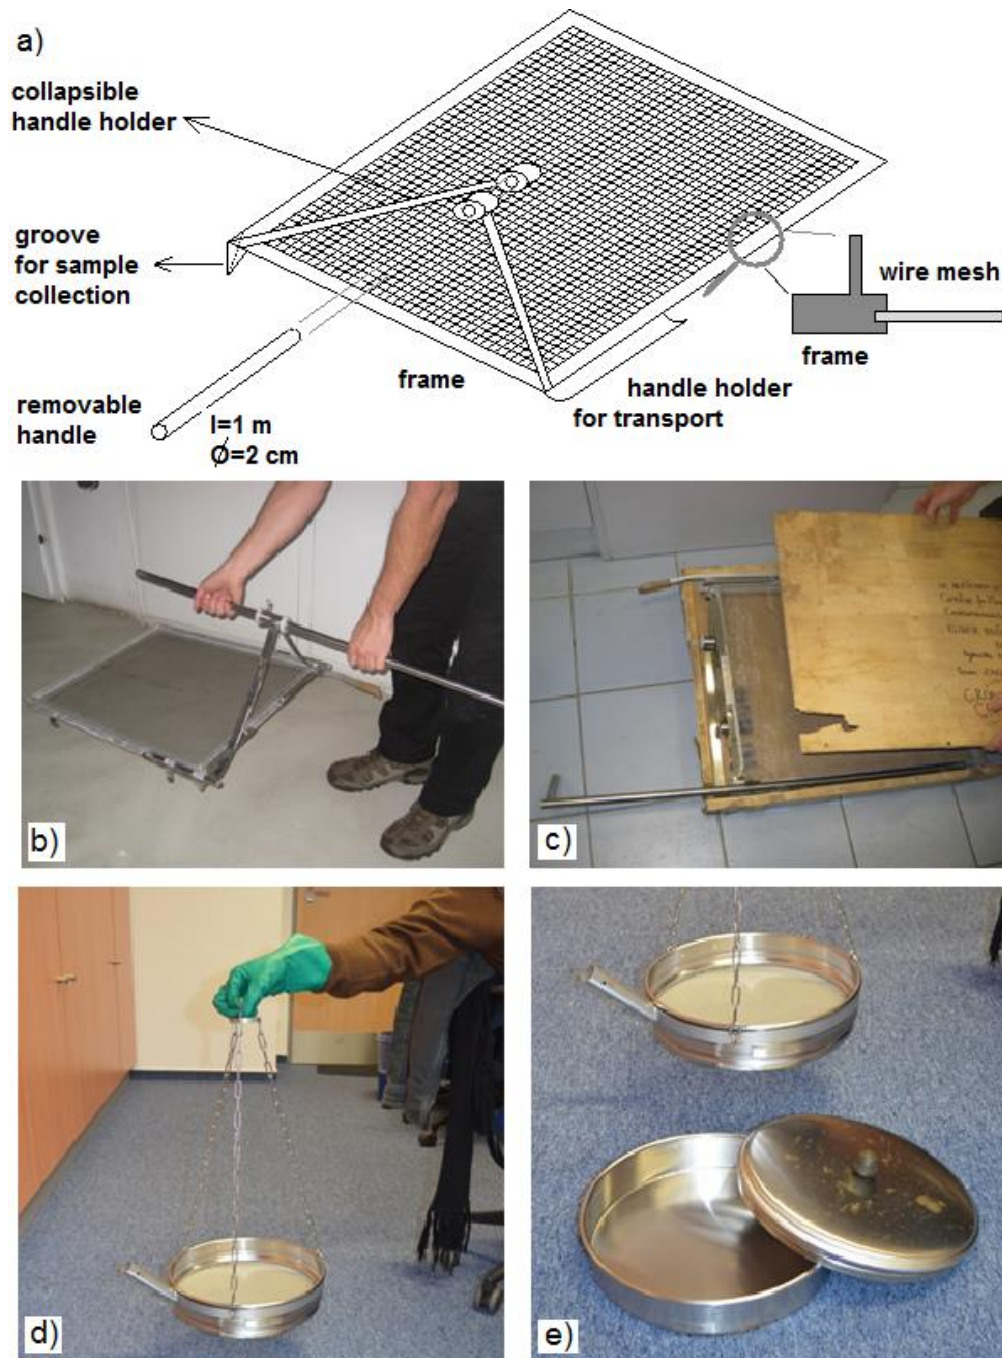 a)
collapsible
handle holder
groove
for sample
collection
wire mesh
frame
frame
handle holder
for transport
removable
handle
l=1 m
Ø=2 cm
b)
c)
d)
e)